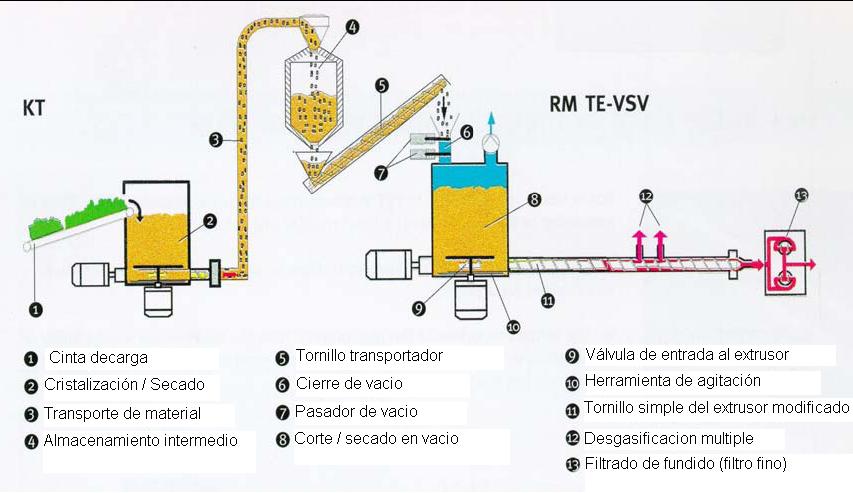 KT
RM TE-VSV
4
5
3
6
7
8
12
13
2
1
9
10
11
1 Cinta decarga
2 Cristalización / Secado
3 Transporte de material
4 Almacenamiento intermedio
5 Tornillo transportador
6 Cierre de vacio
7 Pasador de vacio
8 Corte / secado en vacio
9 Válvula de entrada al extrusor
10 Herramienta de agitación
11 Tornillo simple del extrusor modificado
12 Desgasificacion multiple
13 Filtrado de fundido (filtro fino)